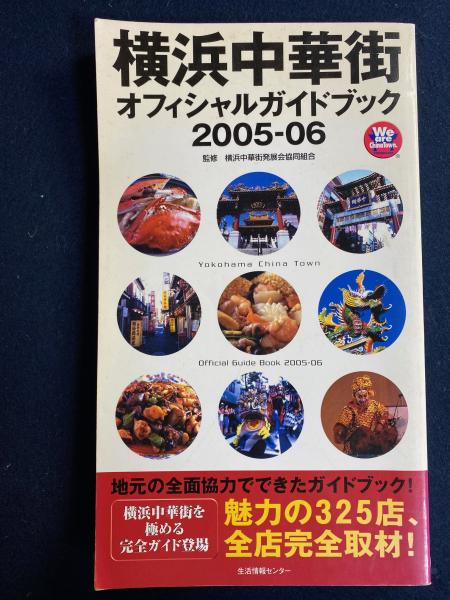 横浜中華街
オフィシャルガイドブック
2005-06
監修 横浜中華街発展会協同組合
We
are
ChinaTown.
Yokohama China Town
Official Guide Book 2005-06
地元の全面協力でできたガイドブック!
横浜中華街を
極める
完全ガイド登場
魅力の325店、
全店完全取材!
生活情報センター